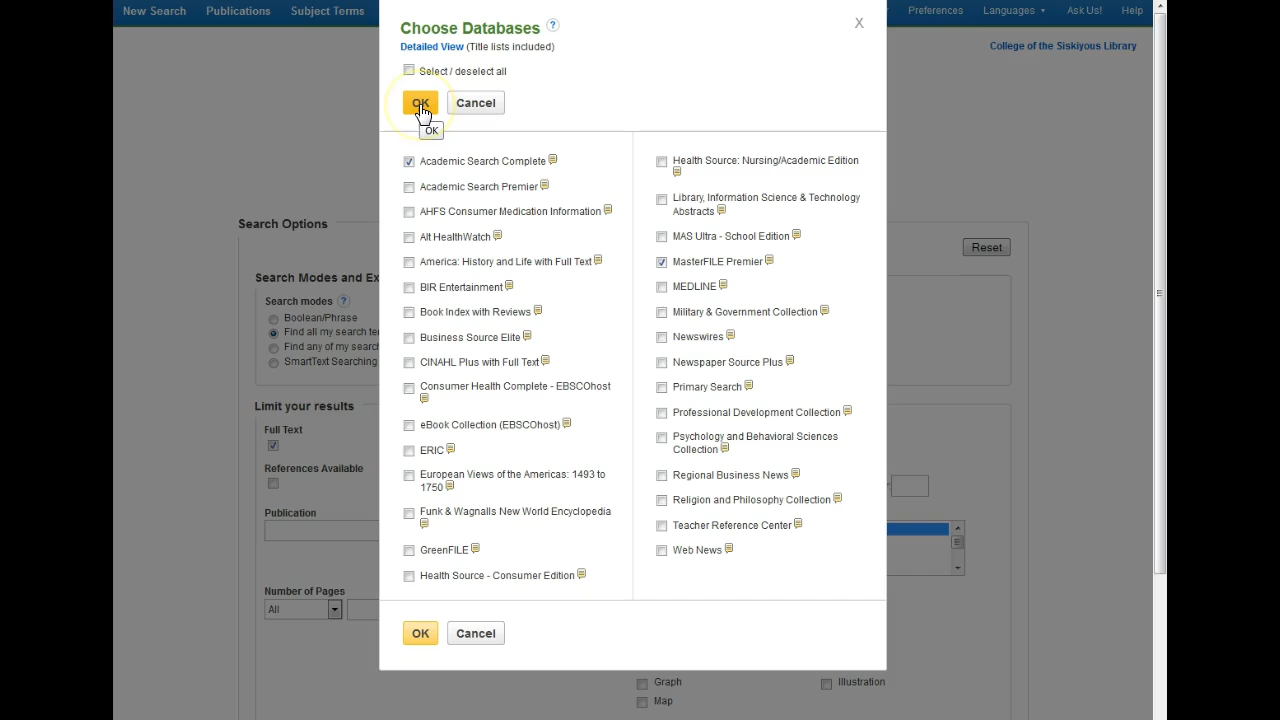 New Search Publications Subject Terms Preferences Languages Ask Us! Help
College of the Siskiyous Library
Choose Databases ?
X
Detailed View (Title lists included)
Select / deselect all
OK Cancel
OK
Academic Search Complete
Academic Search Premier
AHFS Consumer Medication Information
Alt HealthWatch
America: History and Life with Full Text
BIR Entertainment
Book Index with Reviews
Business Source Elite
CINAHL Plus with Full Text
Consumer Health Complete - EBSCOhost
eBook Collection (EBSCOhost)
ERIC
European Views of the Americas: 1493 to
1750
Funk & Wagnalls New World Encyclopedia
GreenFILE
Health Source - Consumer Edition
Health Source: Nursing/Academic Edition
Library, Information Science & Technology
Abstracts
MAS Ultra - School Edition
MasterFILE Premier
MEDLINE
Military & Government Collection
Newswires
Newspaper Source Plus
Primary Search
Professional Development Collection
Psychology and Behavioral Sciences
Collection
Regional Business News
Religion and Philosophy Collection
Teacher Reference Center
Web News
OK Cancel
Search Options
Reset
Search Modes and
Search modes ?
Boolean/Phrase
Find all my search
Find any of my search
SmartText Searching
Limit your results
Full Text
References Available
Publication
Number of Pages
All
Graph
Illustration
Map